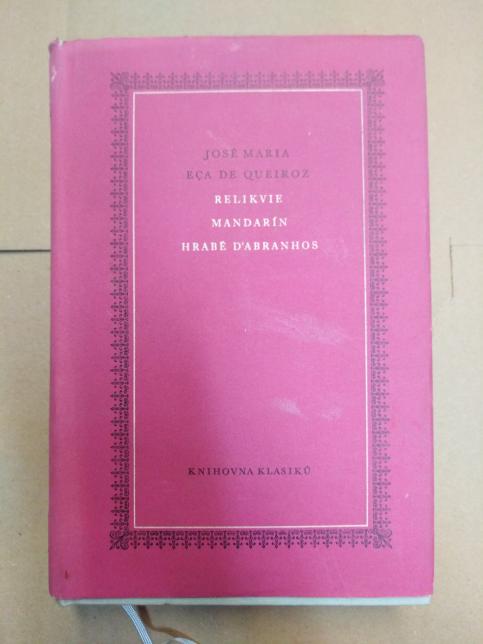 JOSÉ MARIA
EÇA DE QUEIROZ
RELIKVIE
MANDARÍN
HRABĚ D'ABRANHOS
KNIHOVNA KLASIKŮ